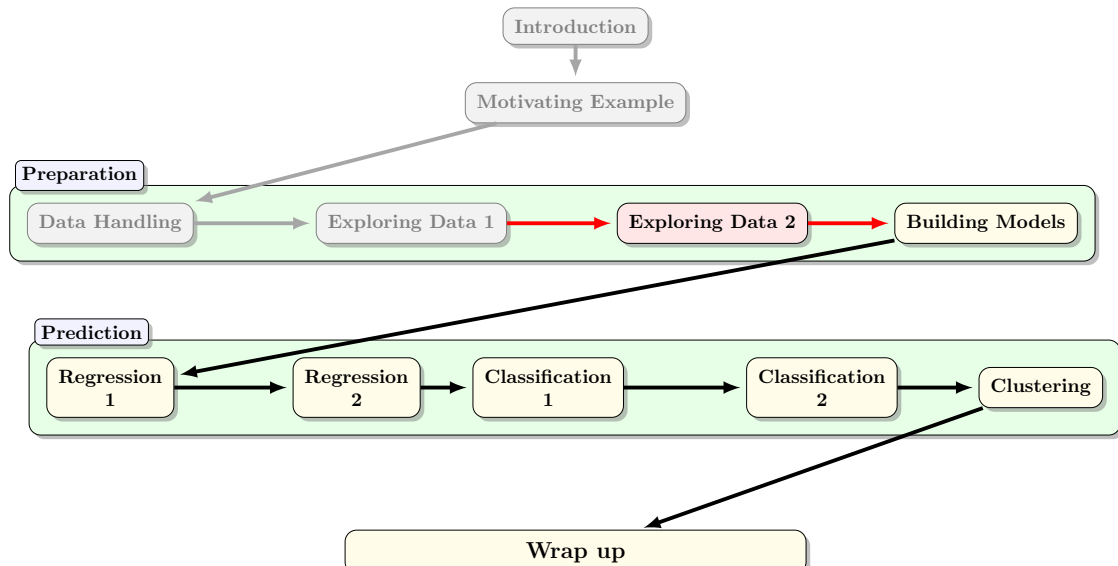 Introduction
Motivating Example
Preparation
Data Handling
Exploring Data 1
Exploring Data 2
Building Models
Prediction
Regression
1
Regression
2
Classification
1
Classification
2
Clustering
Wrap up